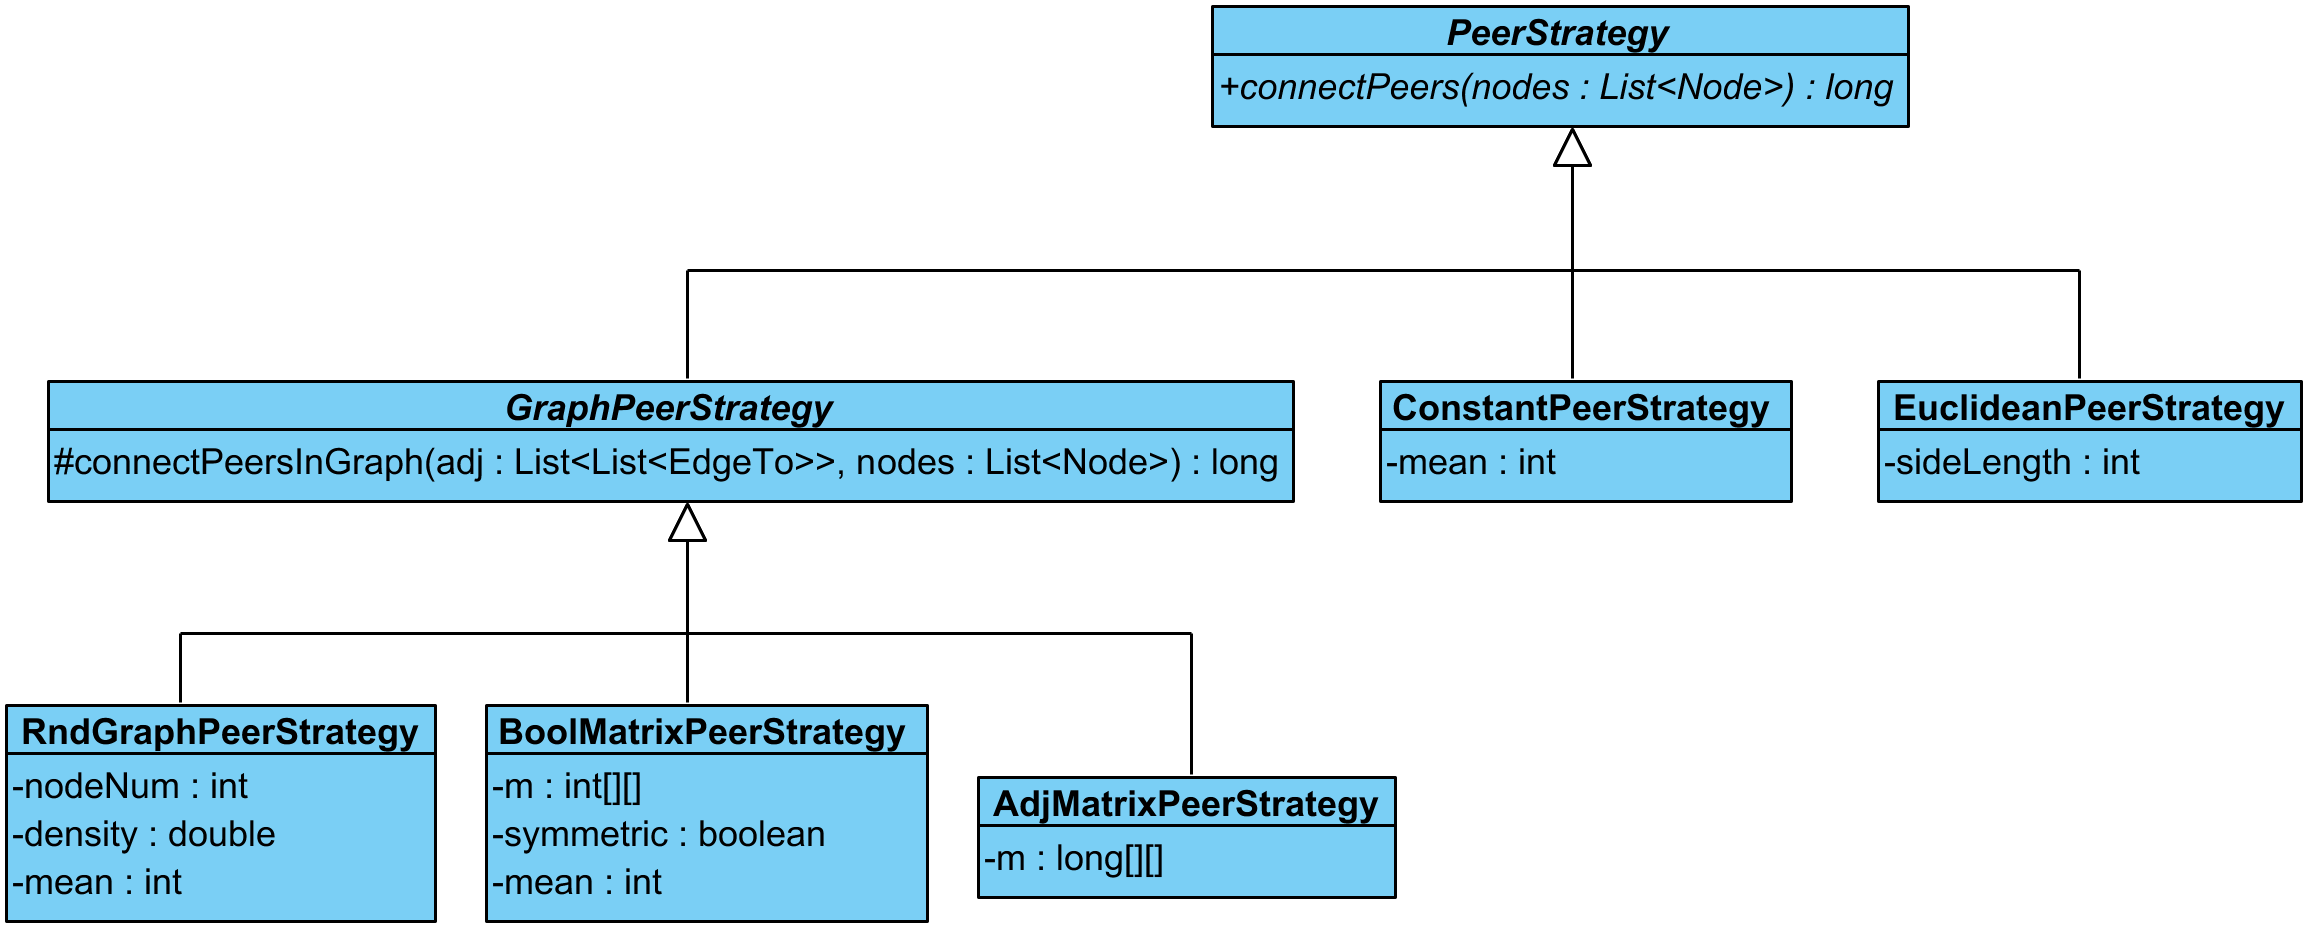 PeerStrategy
+connectPeers(nodes : List<Node>) : long
GraphPeerStrategy
#connectPeersInGraph(adj : List<List<EdgeTo>>, nodes : List<Node>) : long
ConstantPeerStrategy
-mean : int
EuclideanPeerStrategy
-sideLength : int
RndGraphPeerStrategy
-nodeNum : int
-density : double
-mean : int
BoolMatrixPeerStrategy
-m : int[][]
-symmetric : boolean
-mean : int
AdjMatrixPeerStrategy
-m : long[][]